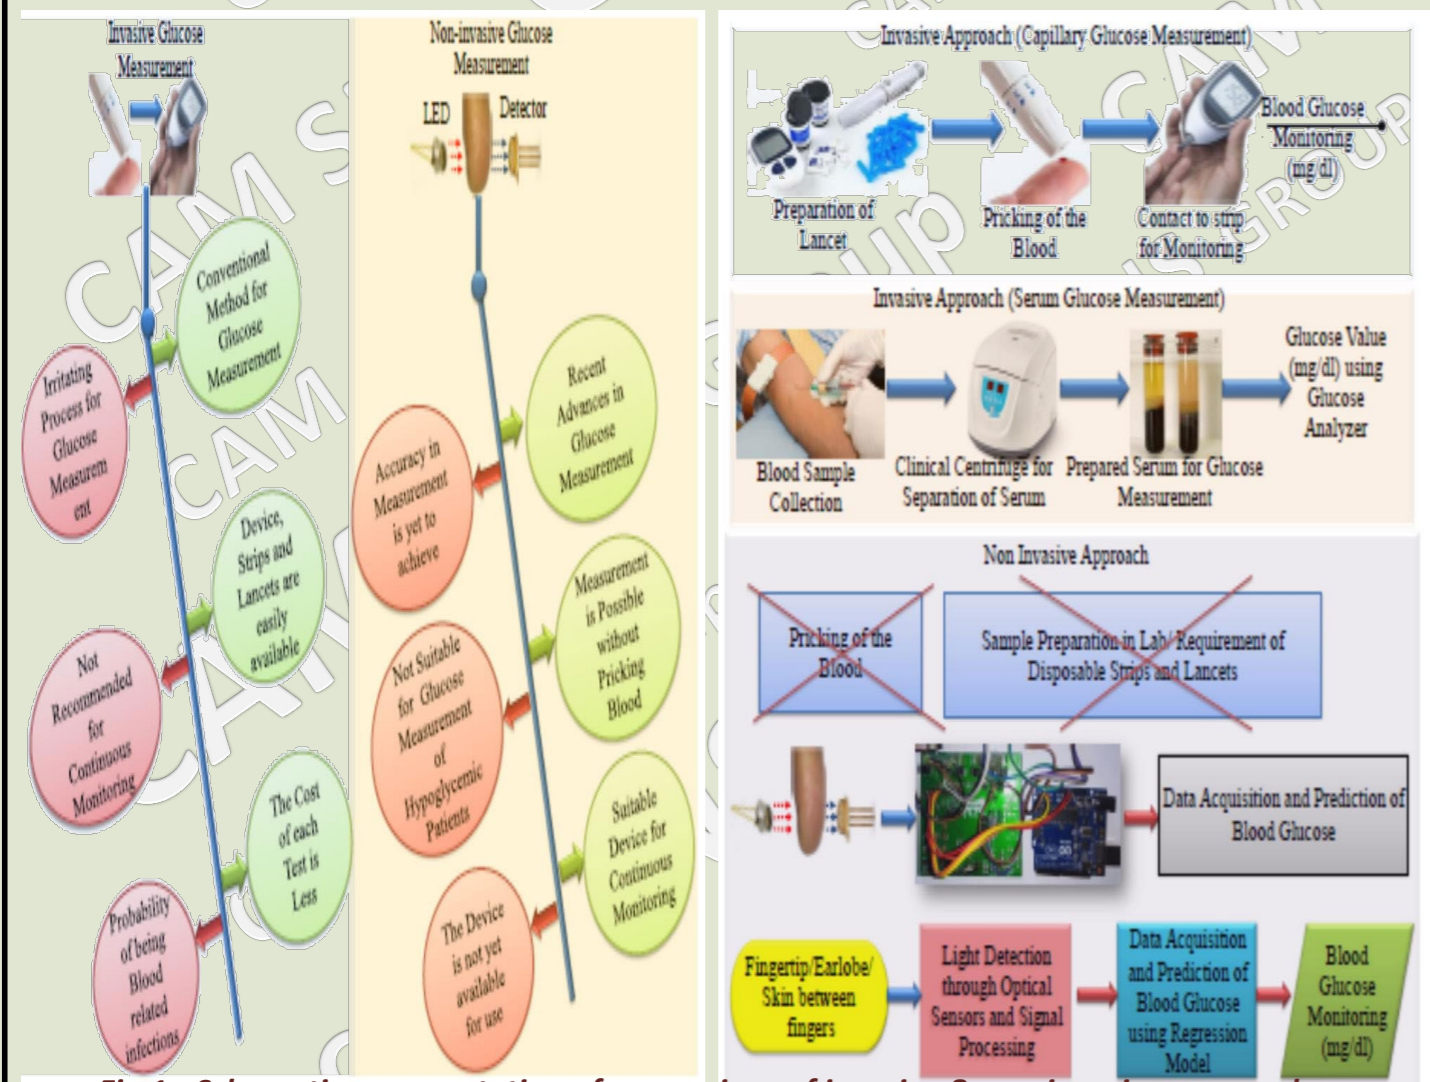 Invasive Glucose
Measurement
Conventional
Method for
Glucose
Measurement
Irritating
Process for
Glucose
Measurem
ent
Device,
Strips and
Lancets are
easily
available
Not
Recommended
for
Continuous
Monitoring
The Cost
of each
Test is
Less
Probability
of being
Blood
related
infections
Non-invasive Glucose
Measurement
LED
Detector
Recent
Advances in
Glucose
Measurement
Accuracy in
Measurement
is yet to
achieve
Measurement
is Possible
without
Pricking
Blood
Not Suitable
for Glucose
Measurement
of
Hypoglycemic
Patients
Suitable
Device for
Continuous
Monitoring
The Device
is not yet
available
for use
Invasive Approach (Capillary Glucose Measurement)
Preparation of
Lancet
Pricking of the
Blood
Contact to strip
for Monitoring
Blood Glucose
Monitoring
(mg/dl)
Invasive Approach (Serum Glucose Measurement)
Blood Sample
Collection
Clinical Centrifuge for
Separation of Serum
Prepared Serum for Glucose
Measurement
Glucose Value
(mg/dl) using
Glucose
Analyzer
Non Invasive Approach
Pricking of the
Blood
Sample Preparation in Lab/ Requirement of
Disposable Strips and Lancets
Data Acquisition and Prediction of
Blood Glucose
Fingertip/Earlobe/
Skin between
fingers
Light Detection
through Optical
Sensors and Signal
Processing
Data Acquisition
and Prediction of
Blood Glucose
using Regression
Model
Blood
Glucose
Monitoring
(mg/dl)
CAM
CAM
CAM